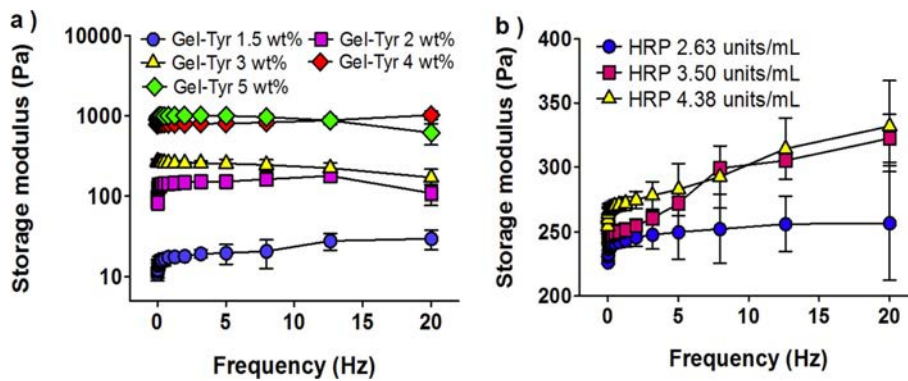 a )
Gel-Tyr 1.5 wt% Gel-Tyr 2 wt%
Gel-Tyr 3 wt% Gel-Tyr 4 wt%
Gel-Tyr 5 wt%
Storage modulus (Pa)
10000
1000
100
10
0 5 10 15 20
Frequency (Hz)
b )
HRP 2.63 units/mL
HRP 3.50 units/mL
HRP 4.38 units/mL
Storage modulus (Pa)
400
350
300
250
200
0 5 10 15 20
Frequency (Hz)